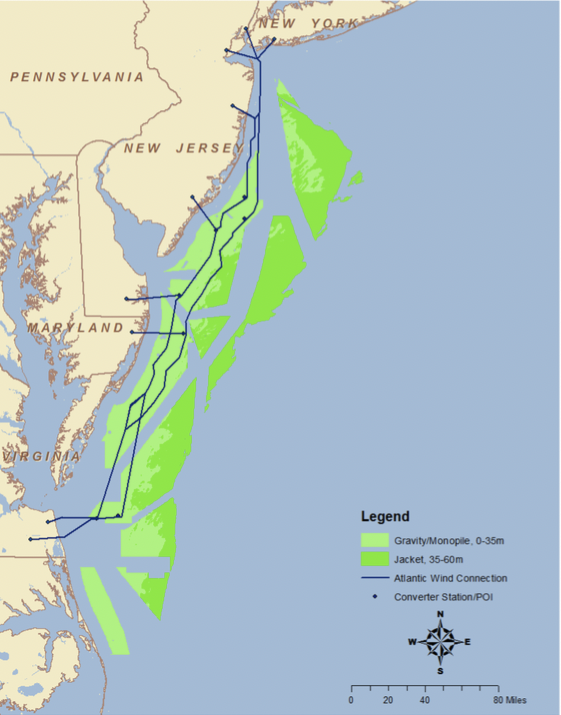 NEW YORK
PENNSYLVANIA
NEW JERSEY
MARYLAND
VIRGINIA
Legend
Gravity/Monopile, 0-35m
Jacket, 35-60m
Atlantic Wind Connection
Converter Station/POI
N
W E
S
0 20 40 80 Miles